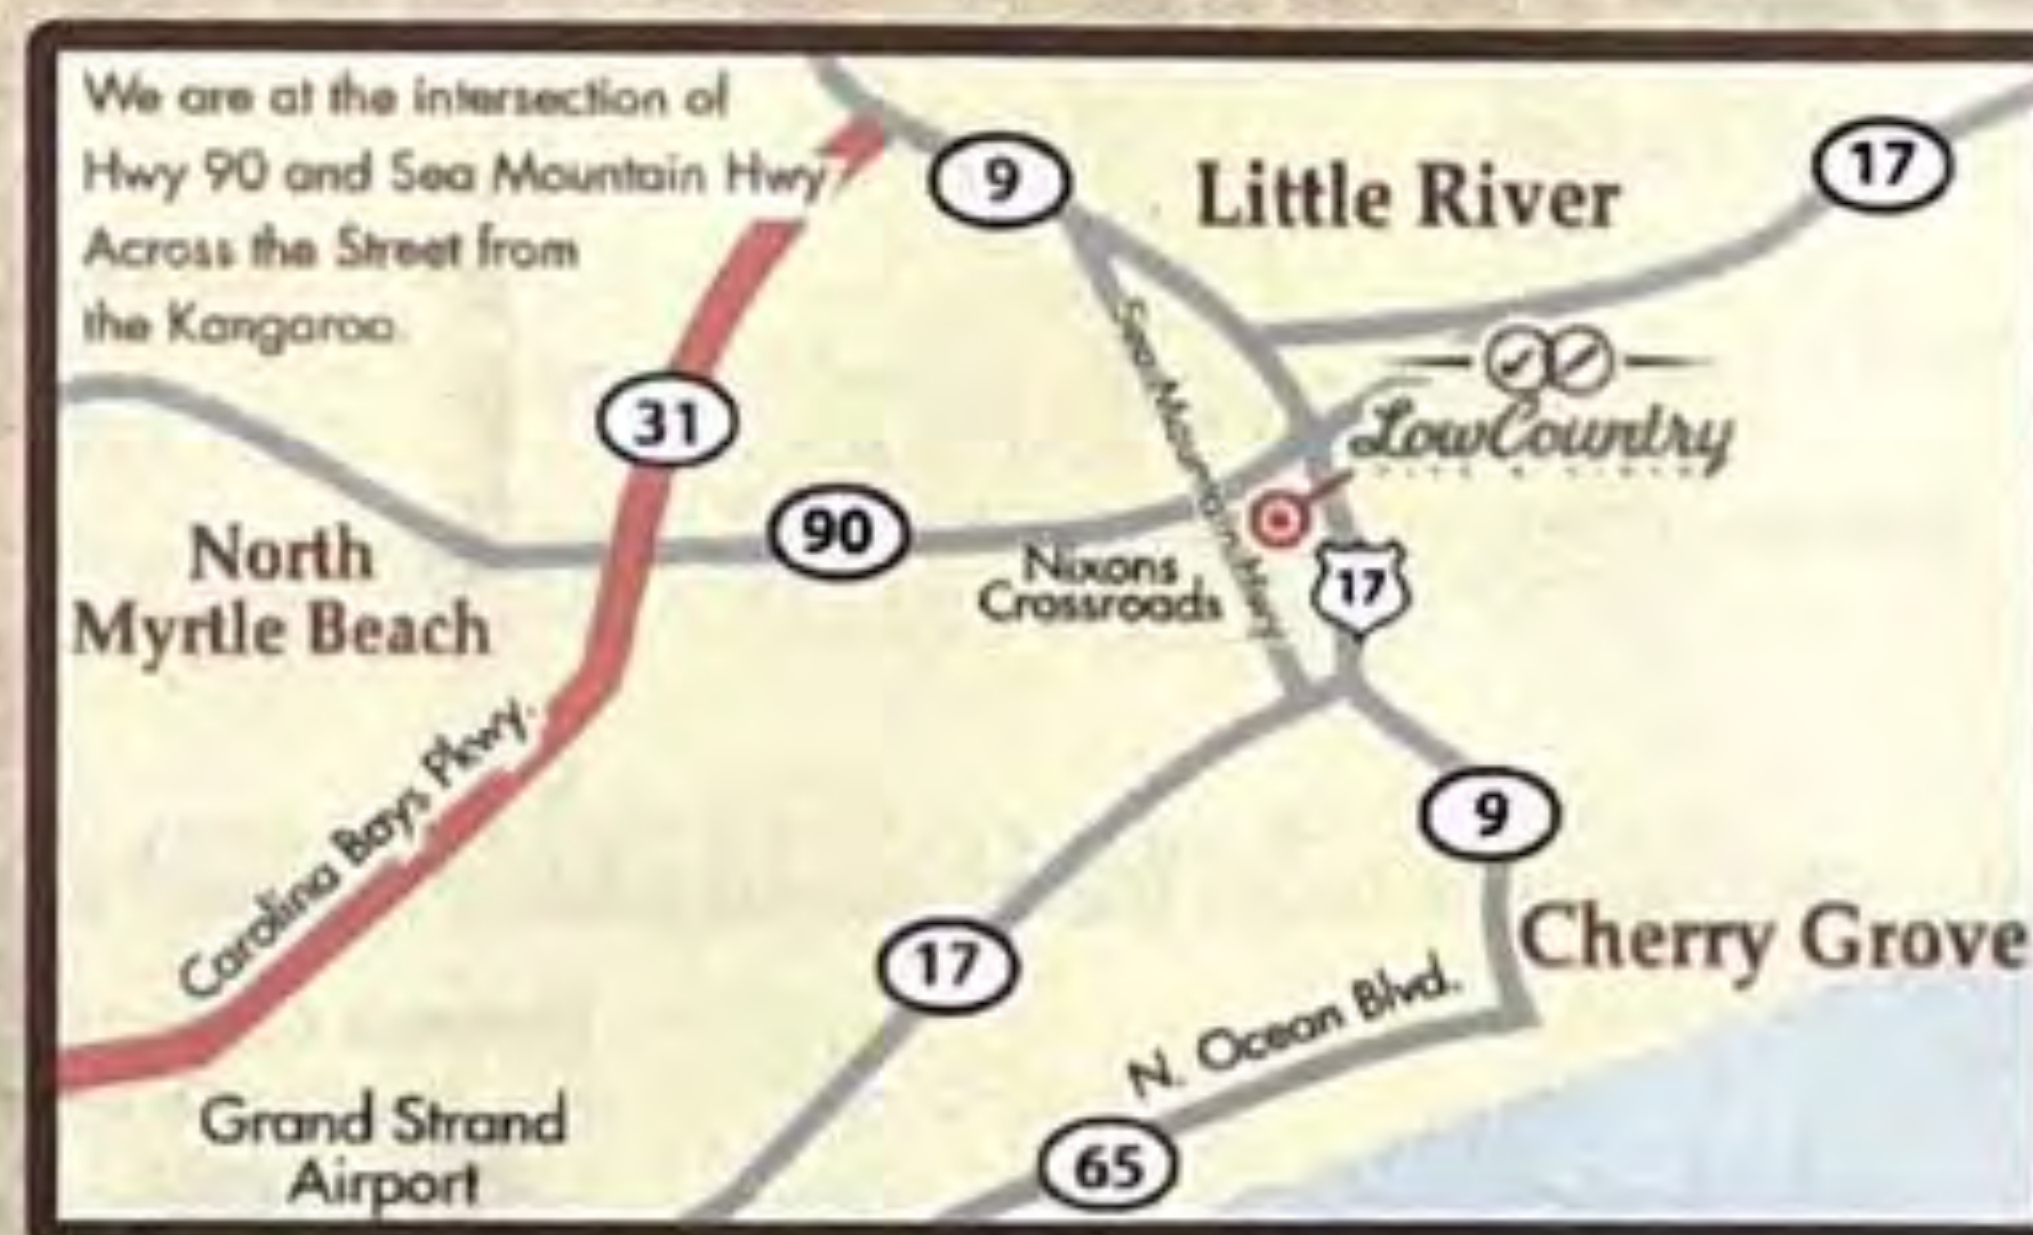 We are at the intersection of
Hwy 90 and Sea Mountain Hwy
Across the Street from
the Kangaroo.
9
Little River
17
31
Sea Mountain Hwy
LowCountry
90
North
Myrtle Beach
Nixons
Crossroads
17
Carolina Bays Pkwy.
9
17
Cherry Grove
N. Ocean Blvd.
Grand Strand
Airport
65